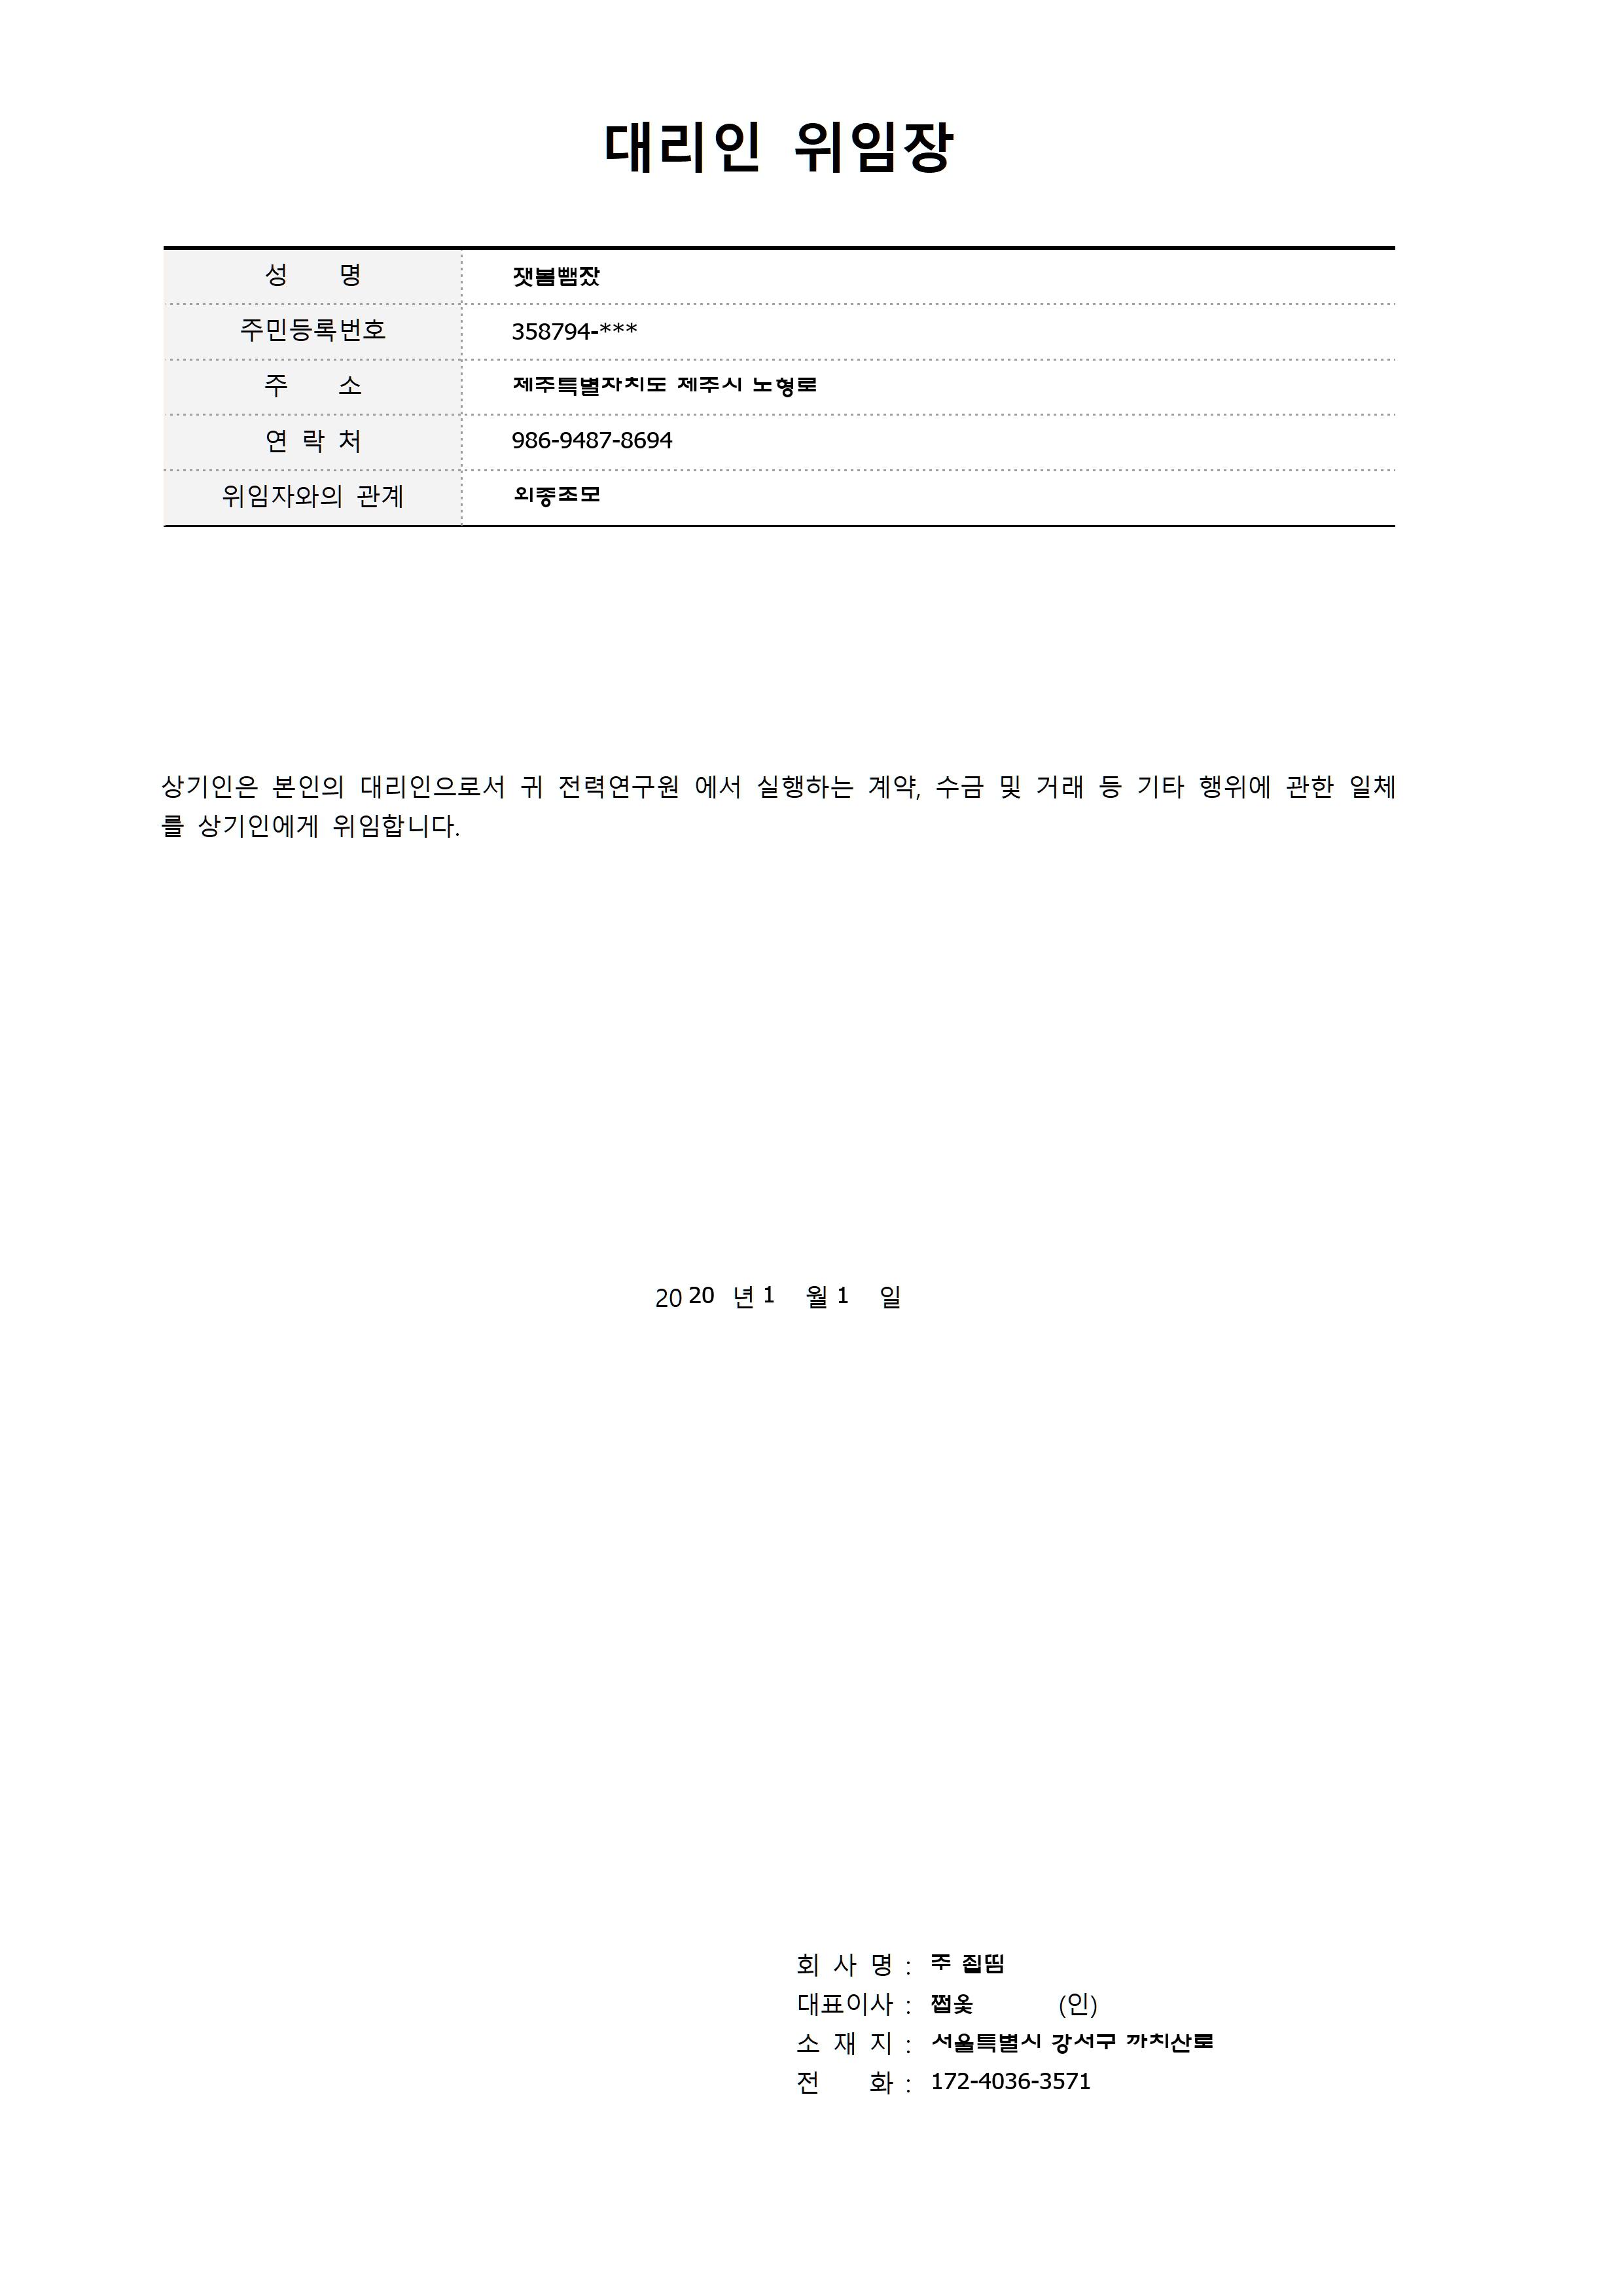 대리인 위임장
성 명 잿봄뺌잤
주민등록번호 358794-***
주 소 제주특별자치도 제주시 노형로
연 락 처 986-9487-8694
위임자와의 관계 외종조모
상기인은 본인의 대리인으로서 귀 전력연구원 에서 실행하는 계약, 수금 및 거래 등 기타 행위에 관한 일체
를 상기인에게 위임합니다.
2020 년 1 월 1 일
회 사 명 : 주
대표이사 : 쩝옻 (인)
소 재 지 : 서울특별시 강서구 까치산로
전 화 : 172-4036-3571